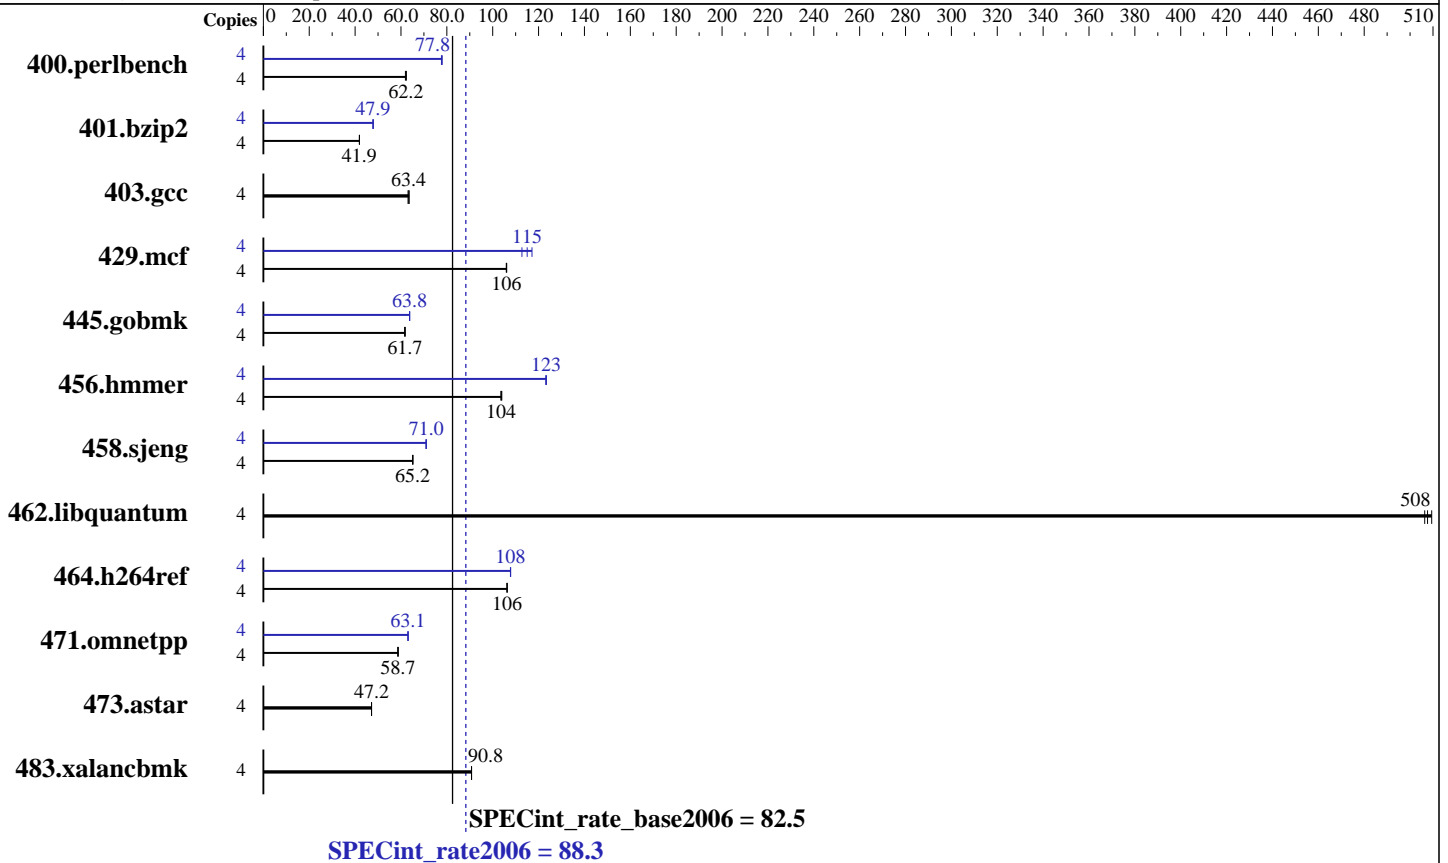 Copies 0 20.0 40.0 60.0 80.0 100 120 140 160 180 200 220 240 260 280 300 320 340 360 380 400 420 440 460 480 510
77.8
400.perlbench 4
4
62.2
47.9
401.bzip2 4
4
41.9
63.4
403.gcc 4
115
429.mcf 4
4
106
63.8
445.gobmk 4
4
61.7
123
456.hmmer 4
4
104
71.0
458.sjeng 4
4
65.2
508
462.libquantum 4
108
464.h264ref 4
4
106
63.1
471.omnetpp 4
4
58.7
47.2
473.astar 4
90.8
483.xalancbmk 4
SPECint_rate_base2006 = 82.5
SPECint_rate2006 = 88.3